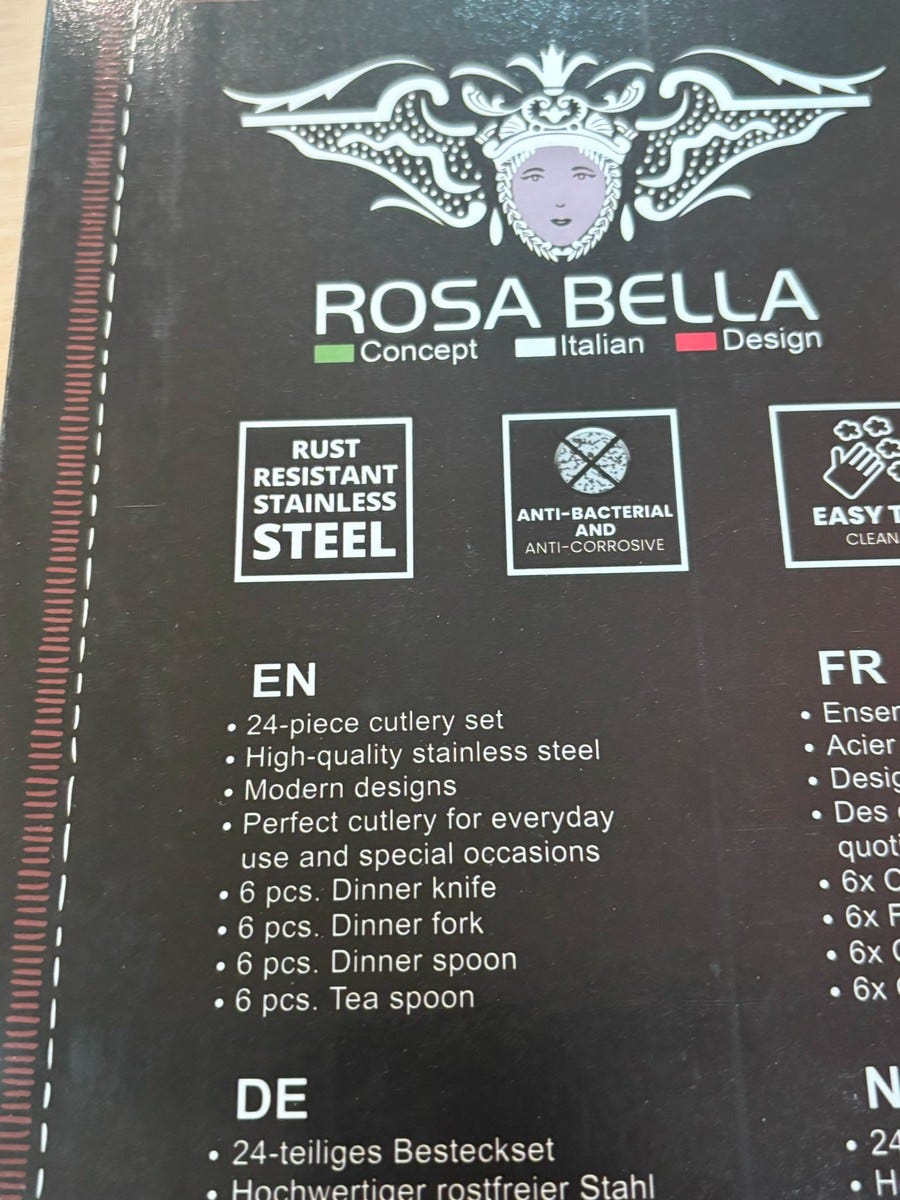 ROSA BELLA
Concept Italian Design
RUST
RESISTANT
STAINLESS
STEEL
ANTI-BACTERIAL
AND
ANTI-CORROSIVE
EASY
CLEAN
EN
• 24-piece cutlery set
• High-quality stainless steel
• Modern designs
• Perfect cutlery for everyday
use and special occasions
• 6 pcs. Dinner knife
• 6 pcs. Dinner fork
• 6 pcs. Dinner spoon
• 6 pcs. Tea spoon
FR
•
• Acier
•
• Des
• 6x
• 6x
• 6x
• 6x
DE
• 24-teiliges Besteckset
• Hochwertiger rostfreier Stahl